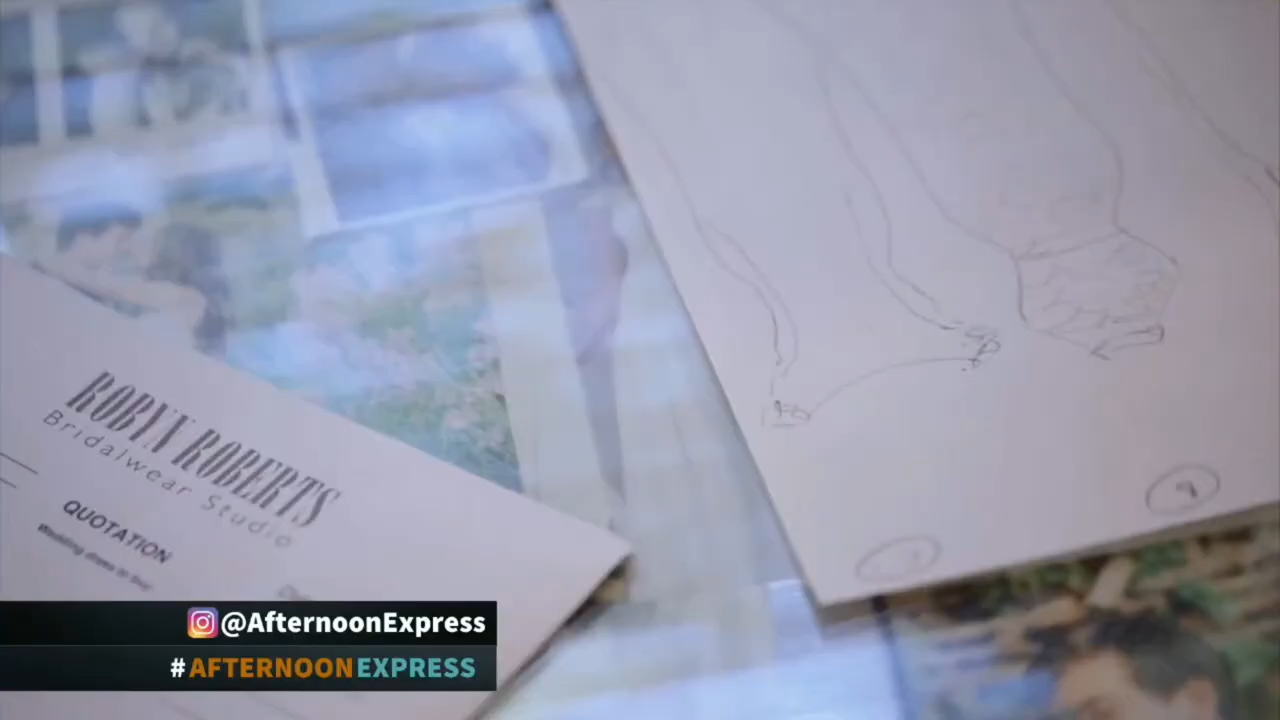 ROBYN ROBERTS
Bridalwear Studio
QUOTATION
@AfternoonExpress
#AFTERNOONEXPRESS